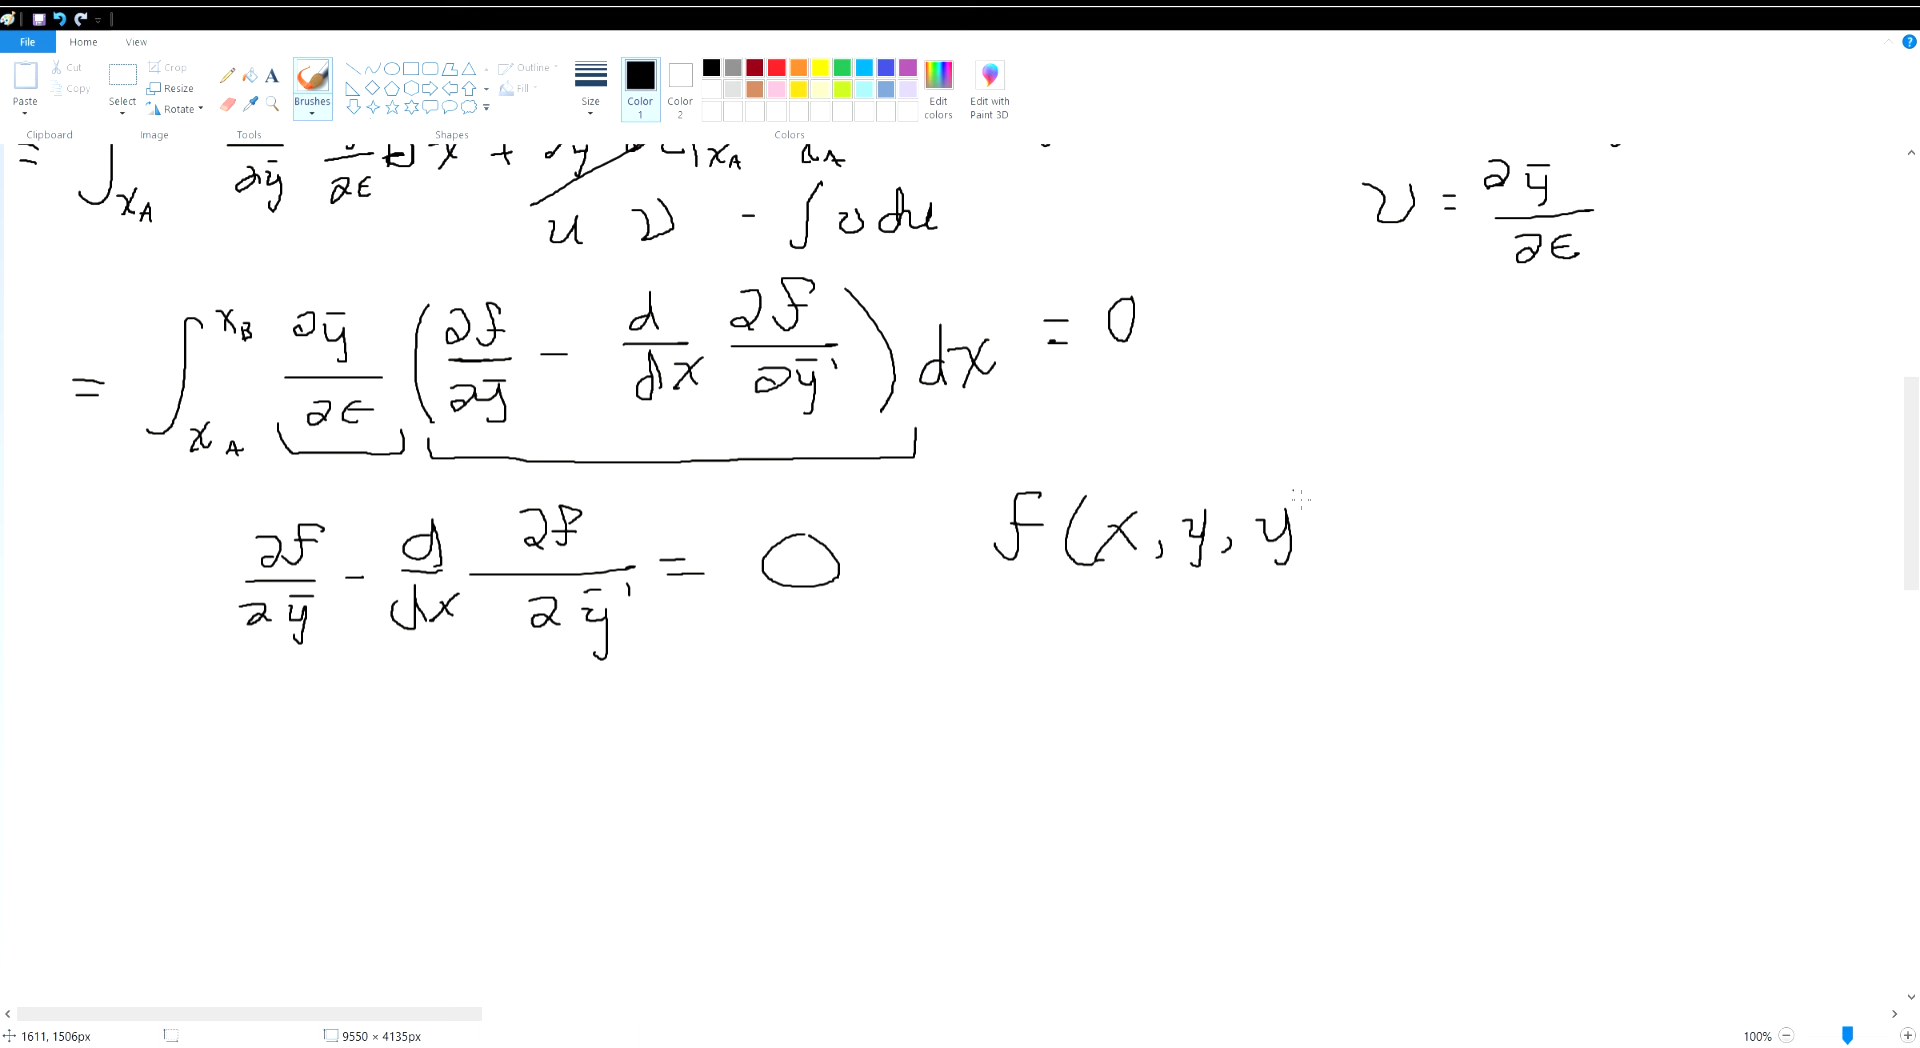 File Home View
Paste Cut Copy Select Crop Resize Rotate Brushes Outline Fill Size Color 1 Color 2 Edit colors Edit with Paint 3D
Clipboard Image Tools Shapes Colors
= ∫_{x_A} ∂ȳ ∂ϵ x + ∂y x_A
u v - ∫ v du
v = ∂ȳ/∂ϵ
= ∫_{x_A}^{x_B} ∂ȳ/∂ϵ (∂f/∂ȳ - d/dx ∂f/∂ȳ') dx = 0
∂f/∂ȳ - d/dx ∂f/∂ȳ' = 0
f(x, y, y
1611, 1506px 9550 × 4135px 100%